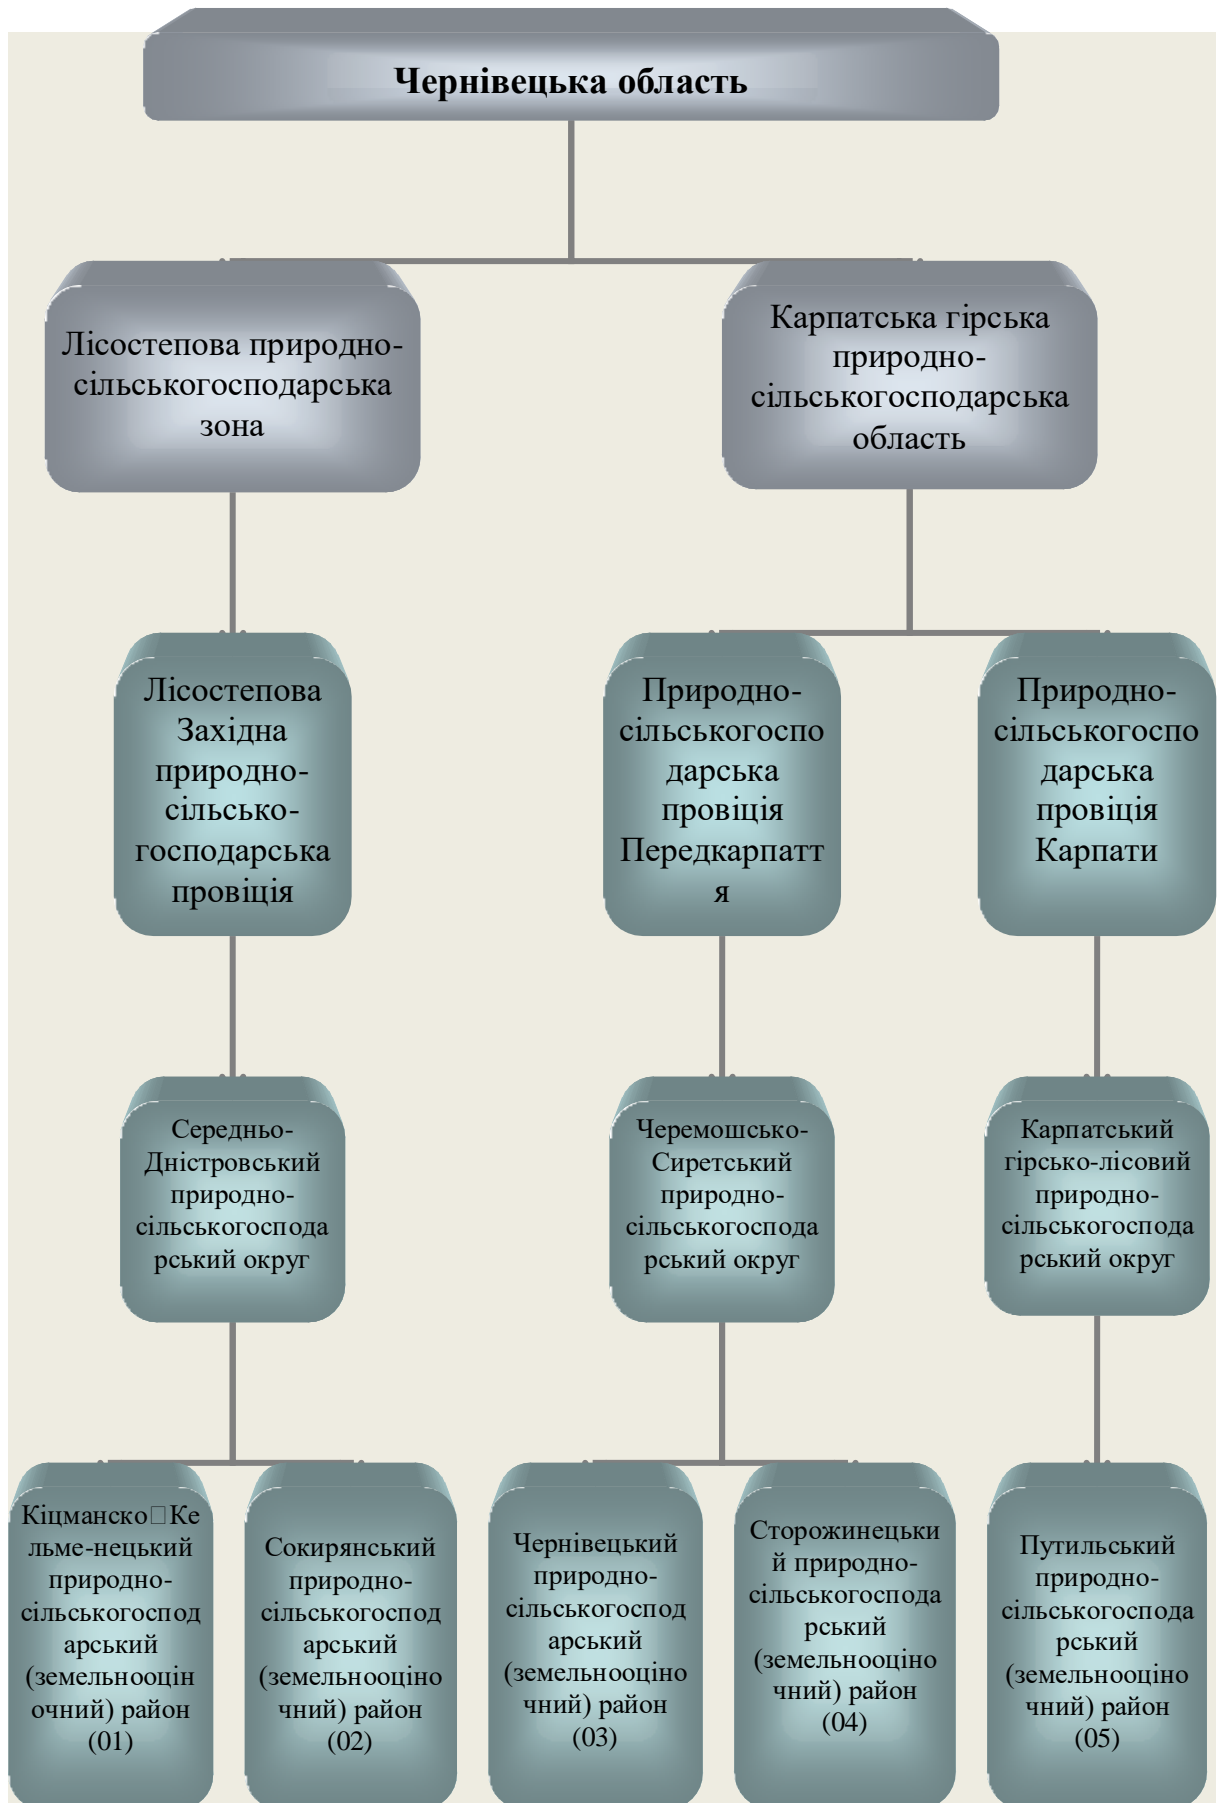 Чернівецька область
Лісостепова природно-
сільськогосподарська
зона
Карпатська гірська
природно-
сільськогосподарська
область
Лісостепова
Західна
природно-
сільсько-
господарська
провіція
Природно-
сільськогоспо
дарська
провіція
Передкарпатт
я
Природно-
сільськогоспо
дарська
провіція
Карпати
Середньо-
Дністровський
природно-
сільськогоспода
рський округ
Черемошсько-
Сиретський
природно-
сільськогоспода
рський округ
Карпатський
гірсько-лісовий
природно-
сільськогоспода
рський округ
Кіцманско□Ке
льме-нецький
природно-
сільськогоспод
арський
(земельнооцін
очний) район
(01)
Сокирянський
природно-
сільськогоспод
арський
(земельнооціно
чний) район
(02)
Чернівецький
природно-
сільськогоспод
арський
(земельнооціно
чний) район
(03)
Сторожинецьки
й природно-
сільськогоспода
рський
(земельнооціно
чний) район
(04)
Путильський
природно-
сільськогоспода
рський
(земельнооціно
чний) район
(05)